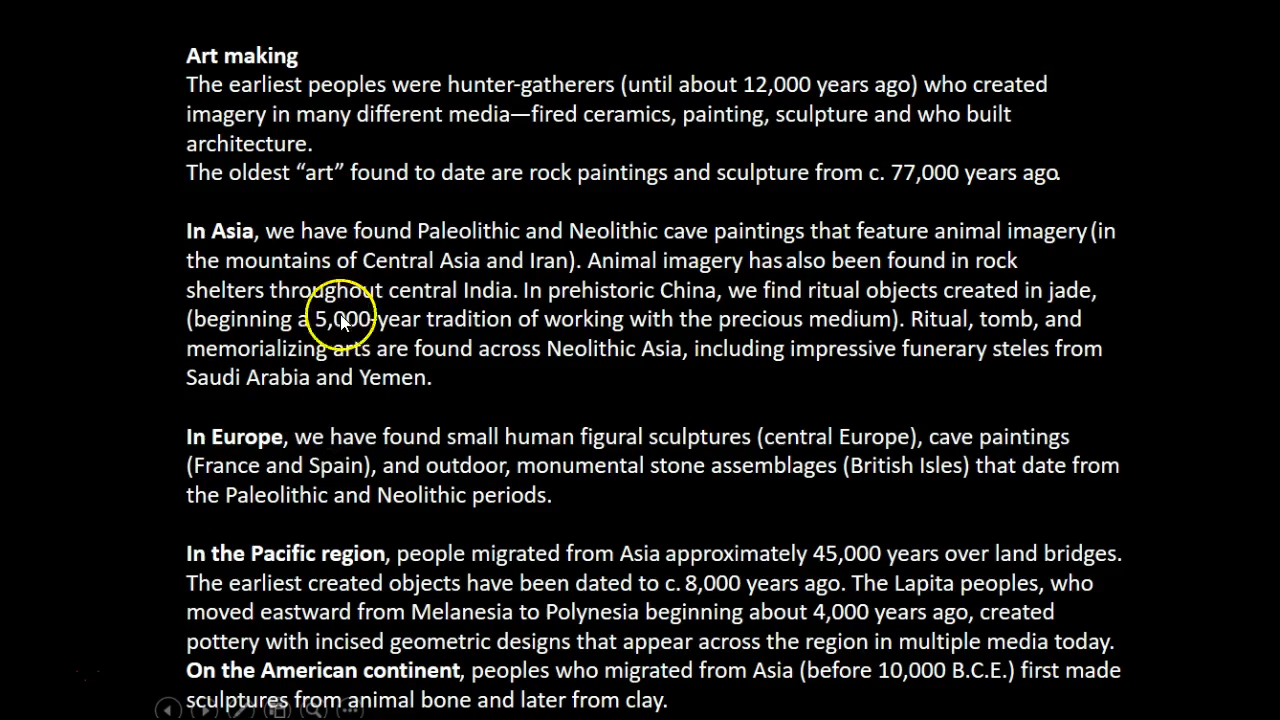 Art making
The earliest peoples were hunter-gatherers (until about 12,000 years ago) who created
imagery in many different media—fired ceramics, painting, sculpture and who built
architecture.
The oldest “art” found to date are rock paintings and sculpture from c. 77,000 years ago.
In Asia, we have found Paleolithic and Neolithic cave paintings that feature animal imagery (in
the mountains of Central Asia and Iran). Animal imagery has also been found in rock
shelters throughout central India. In prehistoric China, we find ritual objects created in jade,
(beginning a 5,000-year tradition of working with the precious medium). Ritual, tomb, and
memorializing arts are found across Neolithic Asia, including impressive funerary steles from
Saudi Arabia and Yemen.
In Europe, we have found small human figural sculptures (central Europe), cave paintings
(France and Spain), and outdoor, monumental stone assemblages (British Isles) that date from
the Paleolithic and Neolithic periods.
In the Pacific region, people migrated from Asia approximately 45,000 years over land bridges.
The earliest created objects have been dated to c. 8,000 years ago. The Lapita peoples, who
moved eastward from Melanesia to Polynesia beginning about 4,000 years ago, created
pottery with incised geometric designs that appear across the region in multiple media today.
On the American continent, peoples who migrated from Asia (before 10,000 B.C.E.) first made
sculptures from animal bone and later from clay.